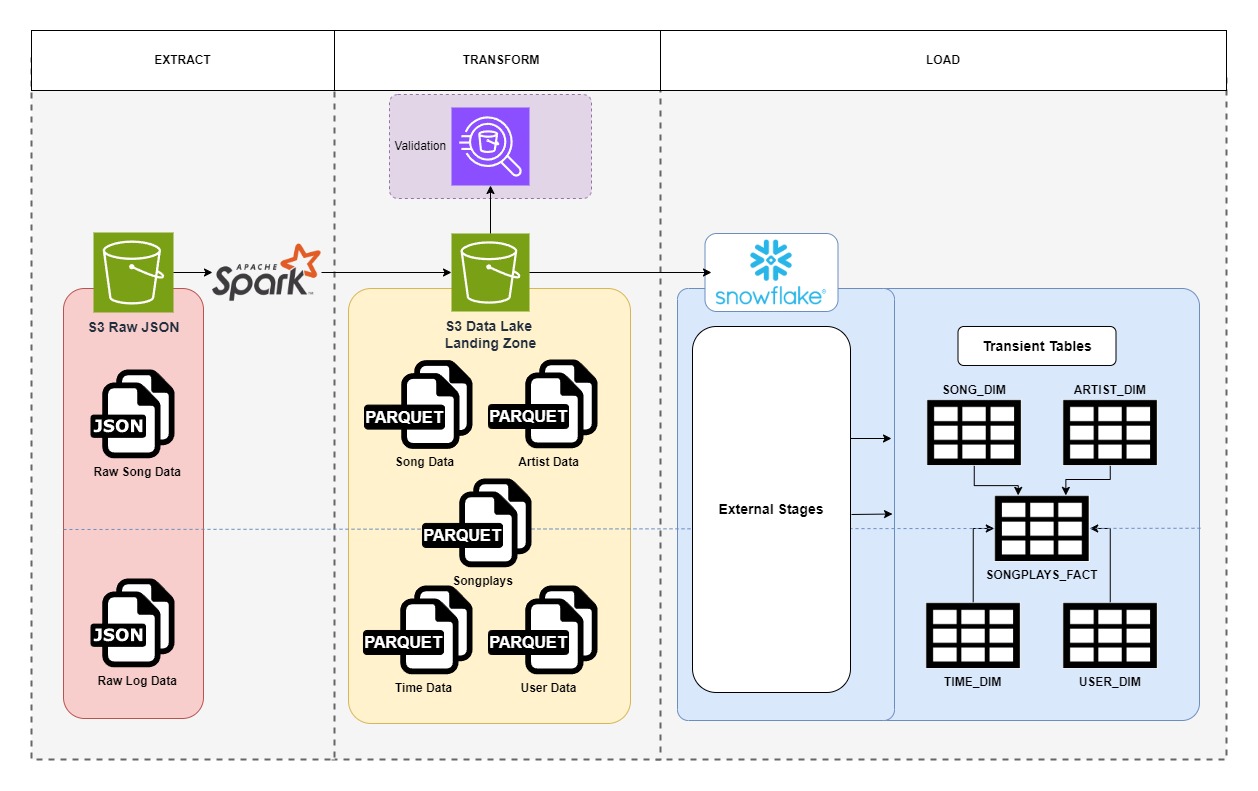 EXTRACT
TRANSFORM
LOAD
Validation
APACHE
Spark™
snowflake®
S3 Raw JSON
S3 Data Lake
Landing Zone
JSON
Raw Song Data
PARQUET
Song Data
PARQUET
Artist Data
PARQUET
Songplays
JSON
Raw Log Data
PARQUET
Time Data
PARQUET
User Data
External Stages
Transient Tables
SONG_DIM
ARTIST_DIM
SONGPLAYS_FACT
TIME_DIM
USER_DIM